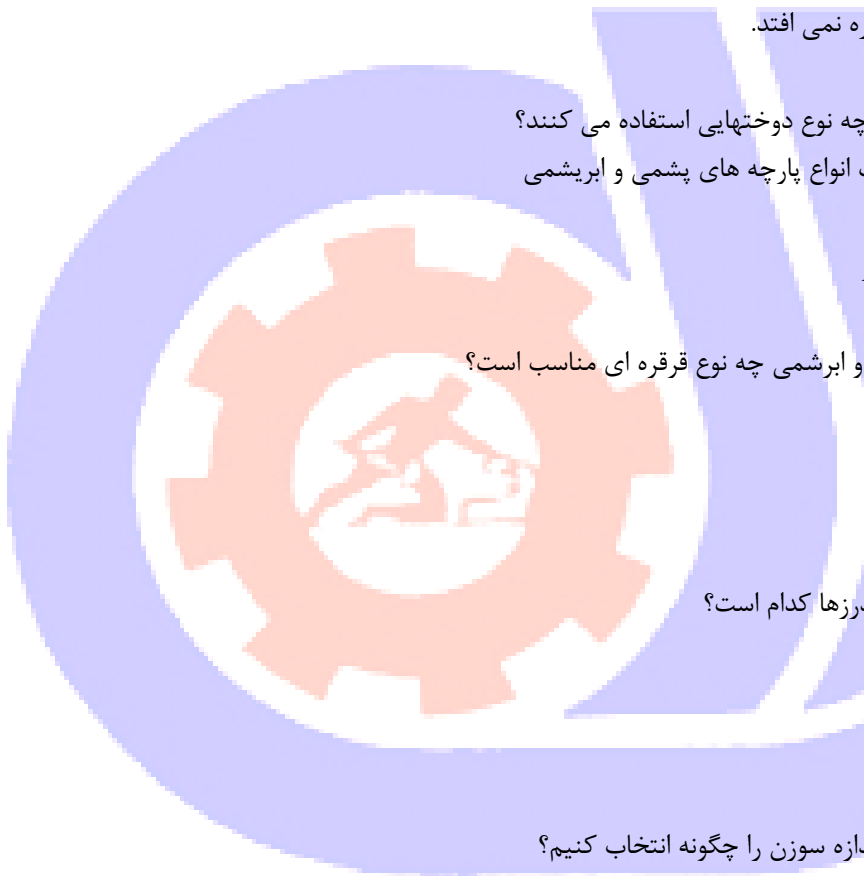 نمی افتد.
چه نوع دوختهایی استفاده می کنند؟
انواع پارچه های پشمی و ابریشمی
و ابرشمی چه نوع قرقره ای مناسب است؟
درزها کدام است؟
سوزن را چگونه انتخاب کنیم؟